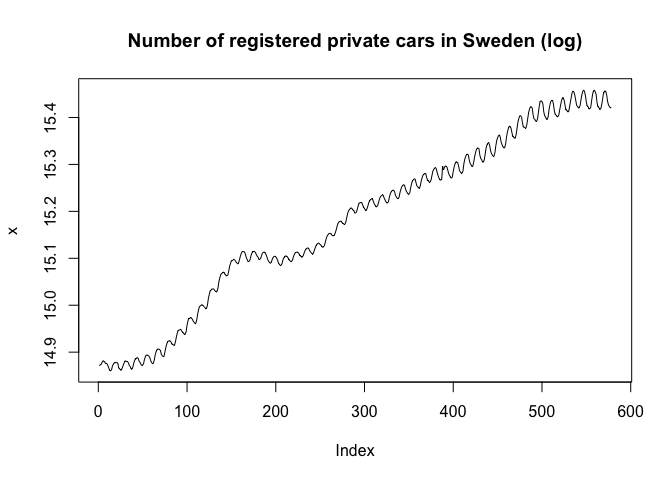 Number of registered private cars in Sweden (log)
15.4
15.3
15.2
15.1
15.0
14.9
x
0 100 200 300 400 500 600
Index